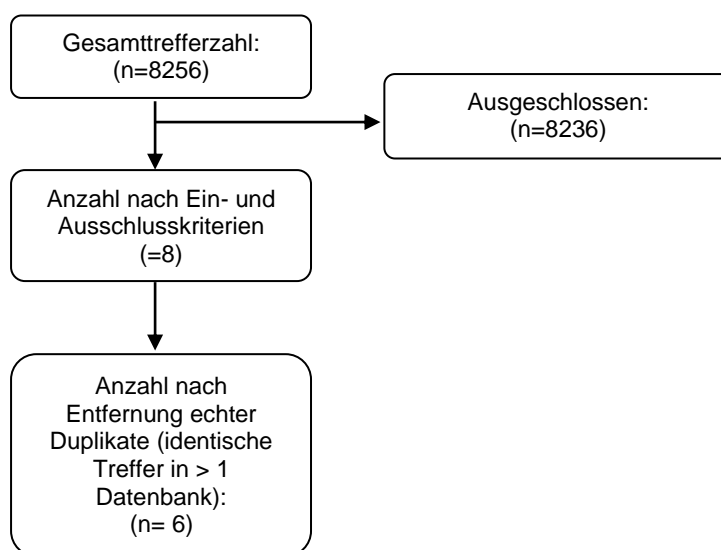 Gesamttrefferzahl:
(n=8256)
Ausgeschlossen:
(n=8236)
Anzahl nach Ein- und
Ausschlusskriterien
(=8)
Anzahl nach
Entfernung echter
Duplikate (identische
Treffer in > 1
Datenbank):
(n= 6)